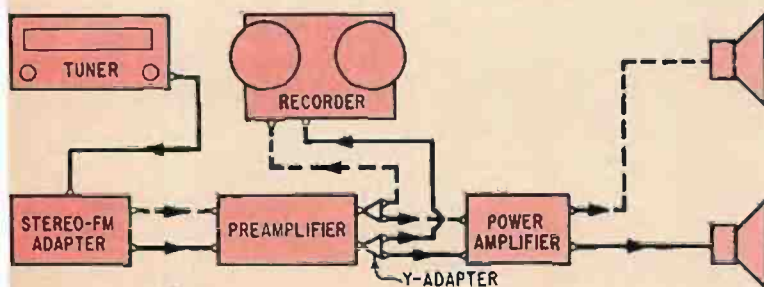 TUNER
RECORDER
STEREO-FM
ADAPTER
PREAMPLIFIER
POWER
AMPLIFIER
Y-ADAPTER